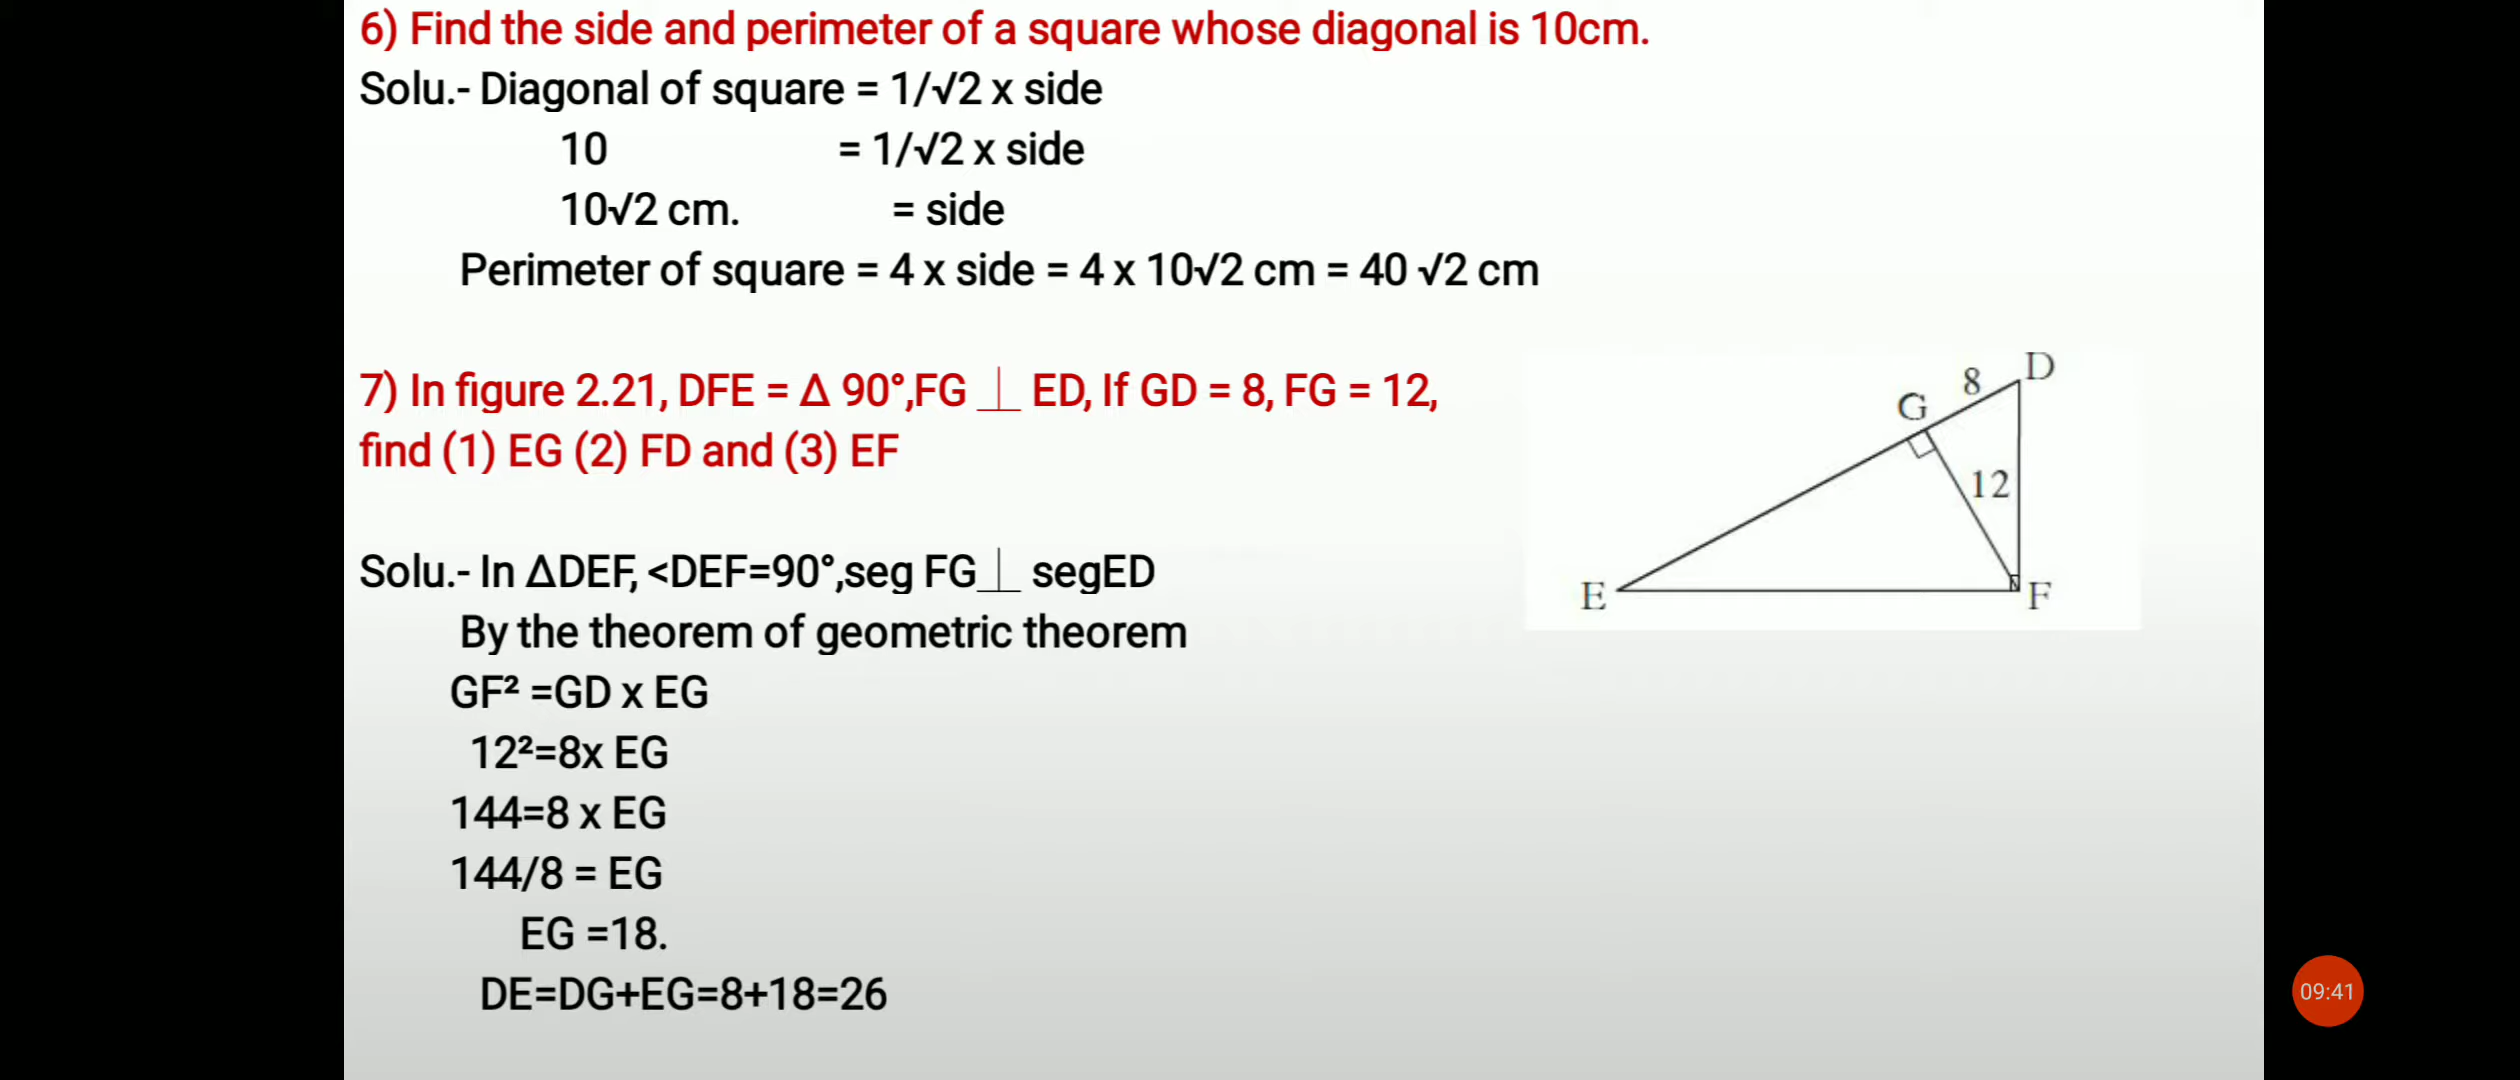 6) Find the side and perimeter of a square whose diagonal is 10cm.
Solu.- Diagonal of square = 1/√2 x side
10 = 1/√2 x side
10√2 cm. = side
Perimeter of square = 4 x side = 4 x 10√2 cm = 40 √2 cm
7) In figure 2.21, DFE = Δ 90°,FG ⊥ ED, If GD = 8, FG = 12,
find (1) EG (2) FD and (3) EF
D
8
G
12
E
F
Solu.- In ΔDEF, <DEF=90°,seg FG⊥ segED
By the theorem of geometric theorem
GF² =GD x EG
12²=8x EG
144=8 x EG
144/8 = EG
EG =18.
DE=DG+EG=8+18=26
09:41